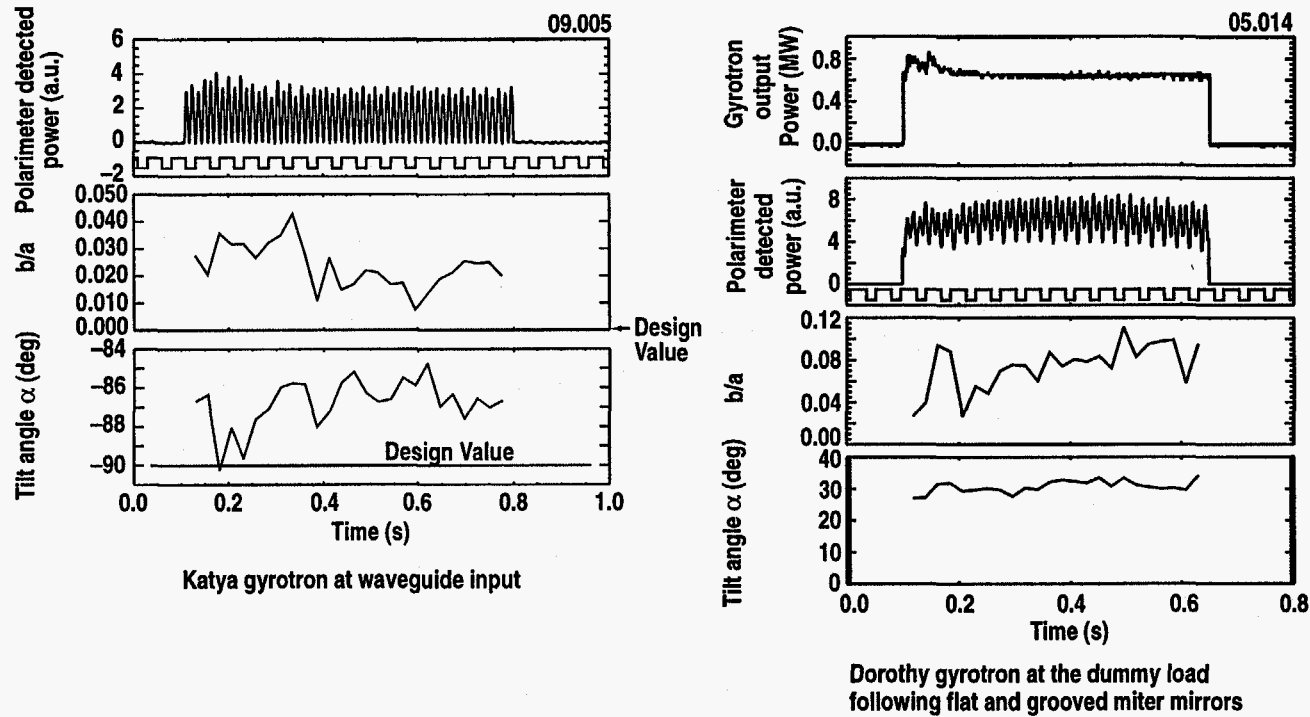 09.005
Polarimeter detected
power (a.u.)
6
4
2
0
−2
b/a
0.050
0.040
0.030
0.020
0.010
0.000
Design
Value
Tilt angle α (deg)
−84
−86
−88
−90
Design Value
0.0 0.2 0.4 0.6 0.8 1.0
Time (s)
Katya gyrotron at waveguide input
05.014
Gyrotron
output
Power (MW)
0.8
0.4
0.0
Polarimeter
detected
power (a.u.)
8
4
0
b/a
0.12
0.08
0.04
0.00
Tilt angle α (deg)
40
30
20
10
0
0.0 0.2 0.4 0.6 0.8
Time (s)
Dorothy gyrotron at the dummy load
following flat and grooved miter mirrors